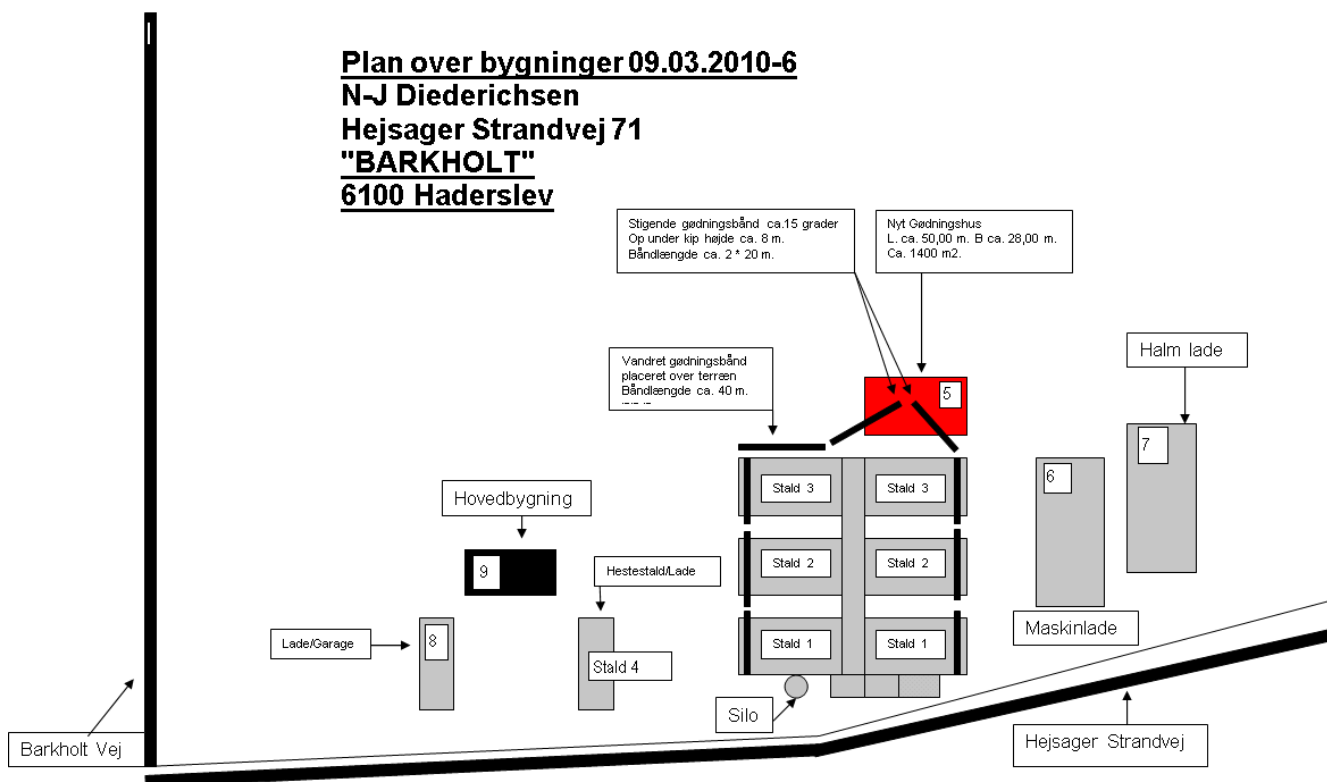 Plan over bygninger 09.03.2010-6
N-J Diederichsen
Hejsager Strandvej 71
"BARKHOLT"
6100 Haderslev
Stigende gødningsbånd ca.15 grader
Op under kip højde ca. 8 m.
Båndlængde ca. 2 * 20 m.
Nyt Gødningshus
L. ca. 50,00 m. B ca. 28,00 m.
Ca. 1400 m2.
Vandret gødningsbånd
placeret over terræn
Båndlængde ca. 40 m.
Halm lade
5
7
6
Stald 3
Stald 3
Hovedbygning
9
Hestestald/Lade
Stald 2
Stald 2
Maskinlade
Lade/Garage
8
Stald 4
Stald 1
Stald 1
Silo
Barkholt Vej
Hejsager Strandvej